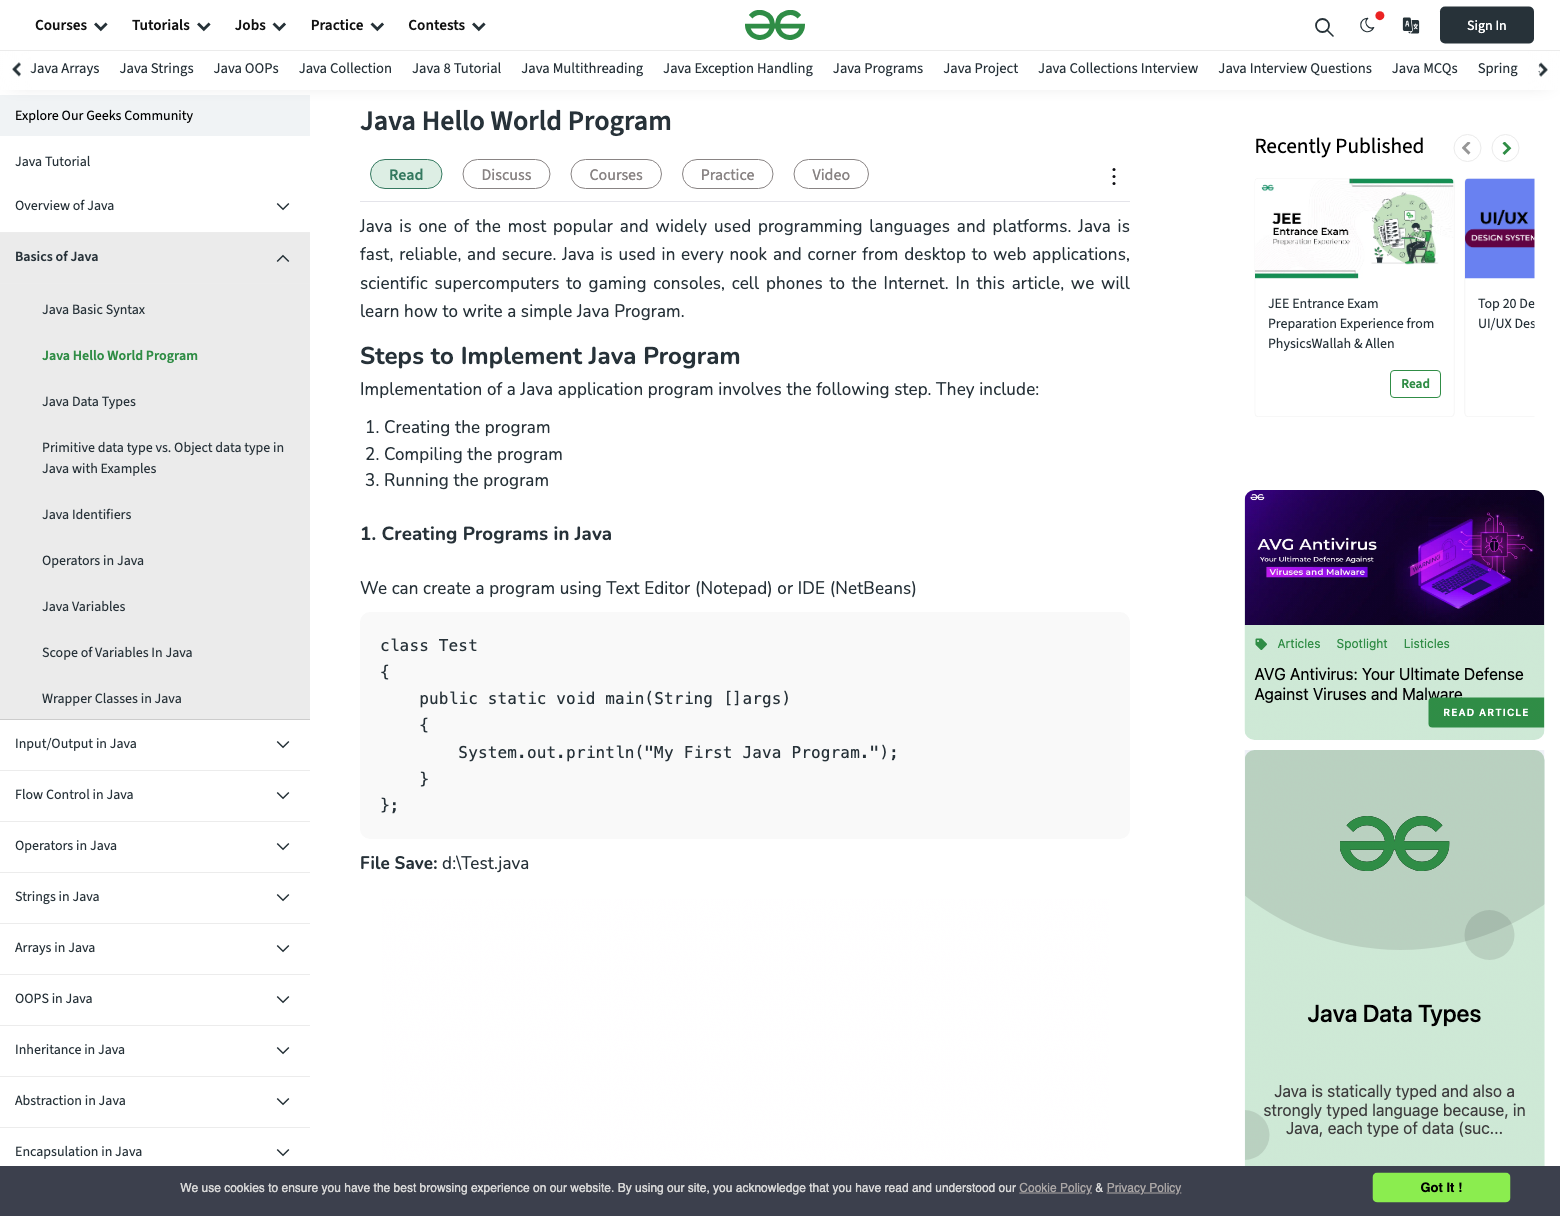 Courses
Tutorials
Jobs
Practice
Contests
Sign In
Java Arrays
Java Strings
Java OOPs
Java Collection
Java 8 Tutorial
Java Multithreading
Java Exception Handling
Java Programs
Java Project
Java Collections Interview
Java Interview Questions
Java MCQs
Spring
Explore Our Geeks Community
Java Tutorial
Overview of Java
Basics of Java
Java Basic Syntax
Java Hello World Program
Java Data Types
Primitive data type vs. Object data type in
Java with Examples
Java Identifiers
Operators in Java
Java Variables
Scope of Variables In Java
Wrapper Classes in Java
Input/Output in Java
Flow Control in Java
Operators in Java
Strings in Java
Arrays in Java
OOPS in Java
Inheritance in Java
Abstraction in Java
Encapsulation in Java
Java Hello World Program
Read
Discuss
Courses
Practice
Video
Java is one of the most popular and widely used programming languages and platforms. Java is
fast, reliable, and secure. Java is used in every nook and corner from desktop to web applications,
scientific supercomputers to gaming consoles, cell phones to the Internet. In this article, we will
learn how to write a simple Java Program.
Steps to Implement Java Program
Implementation of a Java application program involves the following step. They include:
1. Creating the program
2. Compiling the program
3. Running the program
1. Creating Programs in Java
We can create a program using Text Editor (Notepad) or IDE (NetBeans)
class Test
{
    public static void main(String []args)
    {
        System.out.println("My First Java Program.");
    }
};
File Save: d:\Test.java
Recently Published
JEE
Entrance Exam
Preparation Experience
JEE Entrance Exam
Preparation Experience from
PhysicsWallah & Allen
Read
UI/UX
DESIGN SYSTEM
Top 20 De
UI/UX Des
AVG Antivirus
Your Ultimate Defense Against
Viruses and Malware
WARNING
Articles
Spotlight
Listicles
AVG Antivirus: Your Ultimate Defense
Against Viruses and Malware
READ ARTICLE
Java Data Types
Java is statically typed and also a
strongly typed language because, in
Java, each type of data (suc...
We use cookies to ensure you have the best browsing experience on our website. By using our site, you acknowledge that you have read and understood our Cookie Policy & Privacy Policy
Got It !